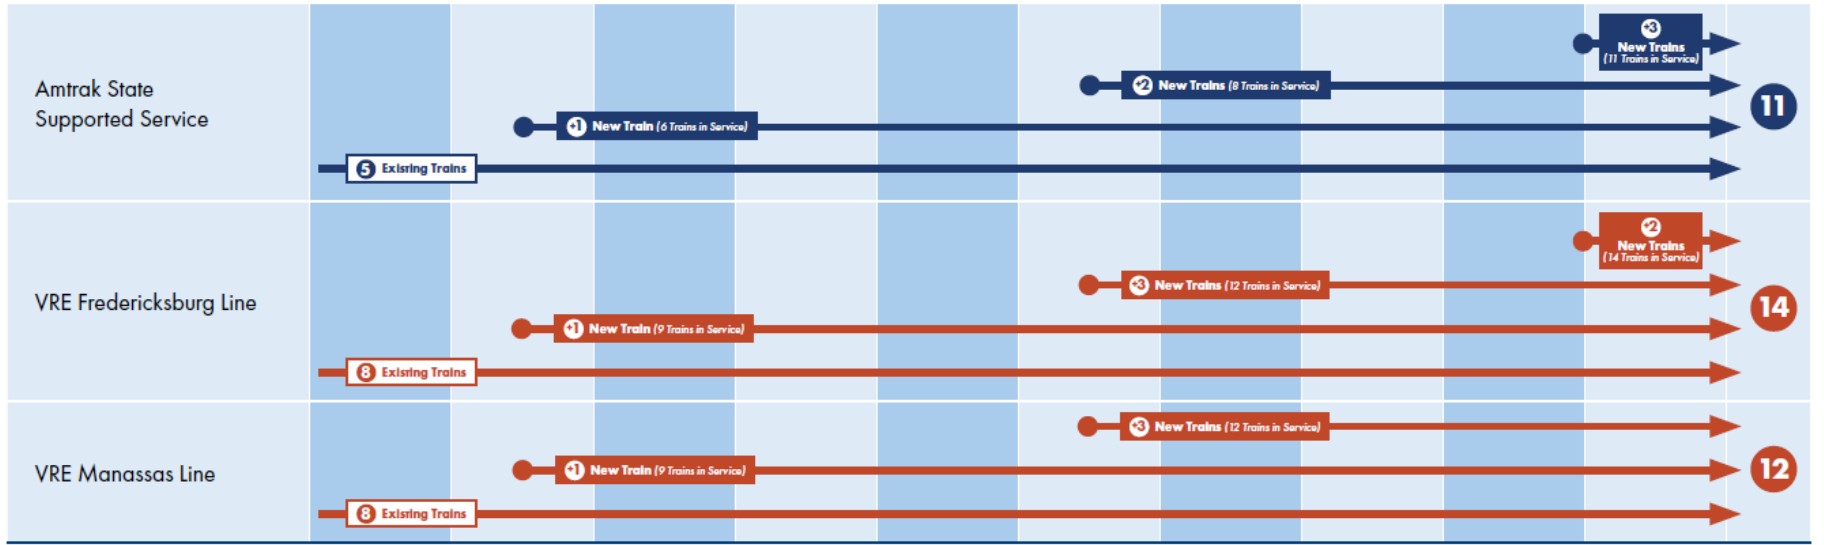 Amtrak State
Supported Service
+3
New Trains
(11 Trains in Service)
+2 New Trains (8 Trains in Service)
+1 New Train (6 Trains in Service)
5 Existing Trains
11
VRE Fredericksburg Line
+2
New Trains
(14 Trains in Service)
+3 New Trains (12 Trains in Service)
+1 New Train (9 Trains in Service)
8 Existing Trains
14
VRE Manassas Line
+3 New Trains (12 Trains in Service)
+1 New Train (9 Trains in Service)
8 Existing Trains
12